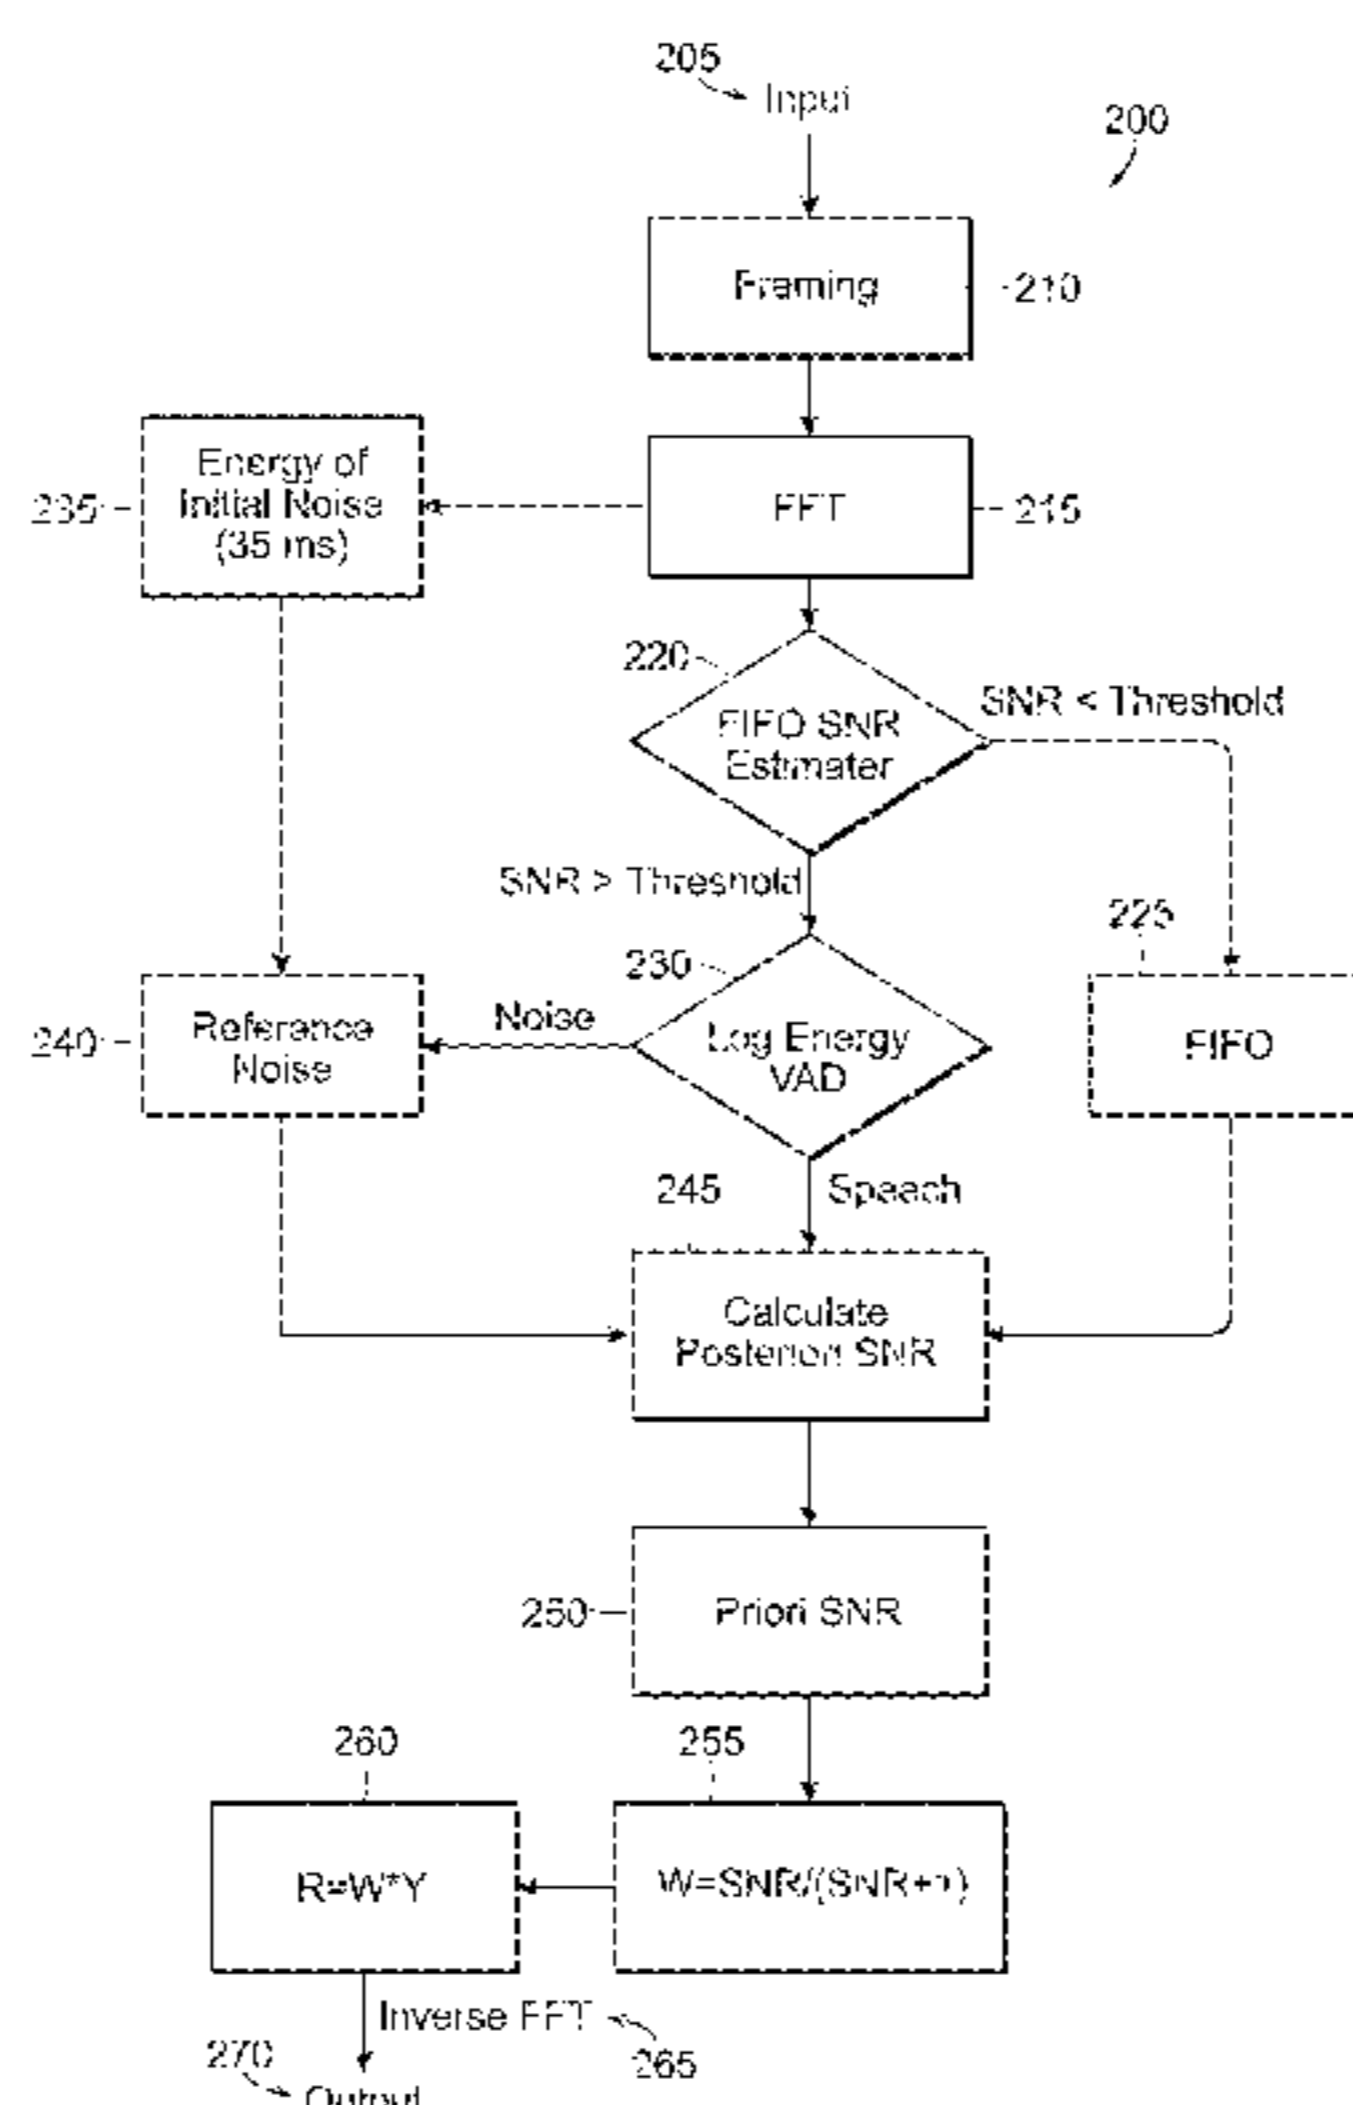 205
Input
200
Framing
210
Energy of
Initial Noise
(35 ms)
235
FFT
215
220
FIFO SNR
Estimater
SNR < Threshold
SNR > Threshold
225
230
Noise
Reference
Noise
240
Log Energy
VAD
FIFO
245
Speech
Calculate
Posteriori SNR
250
Priori SNR
260
255
R=W*Y
W=SNR/(SNR+1)
Inverse FFT
265
270
Output